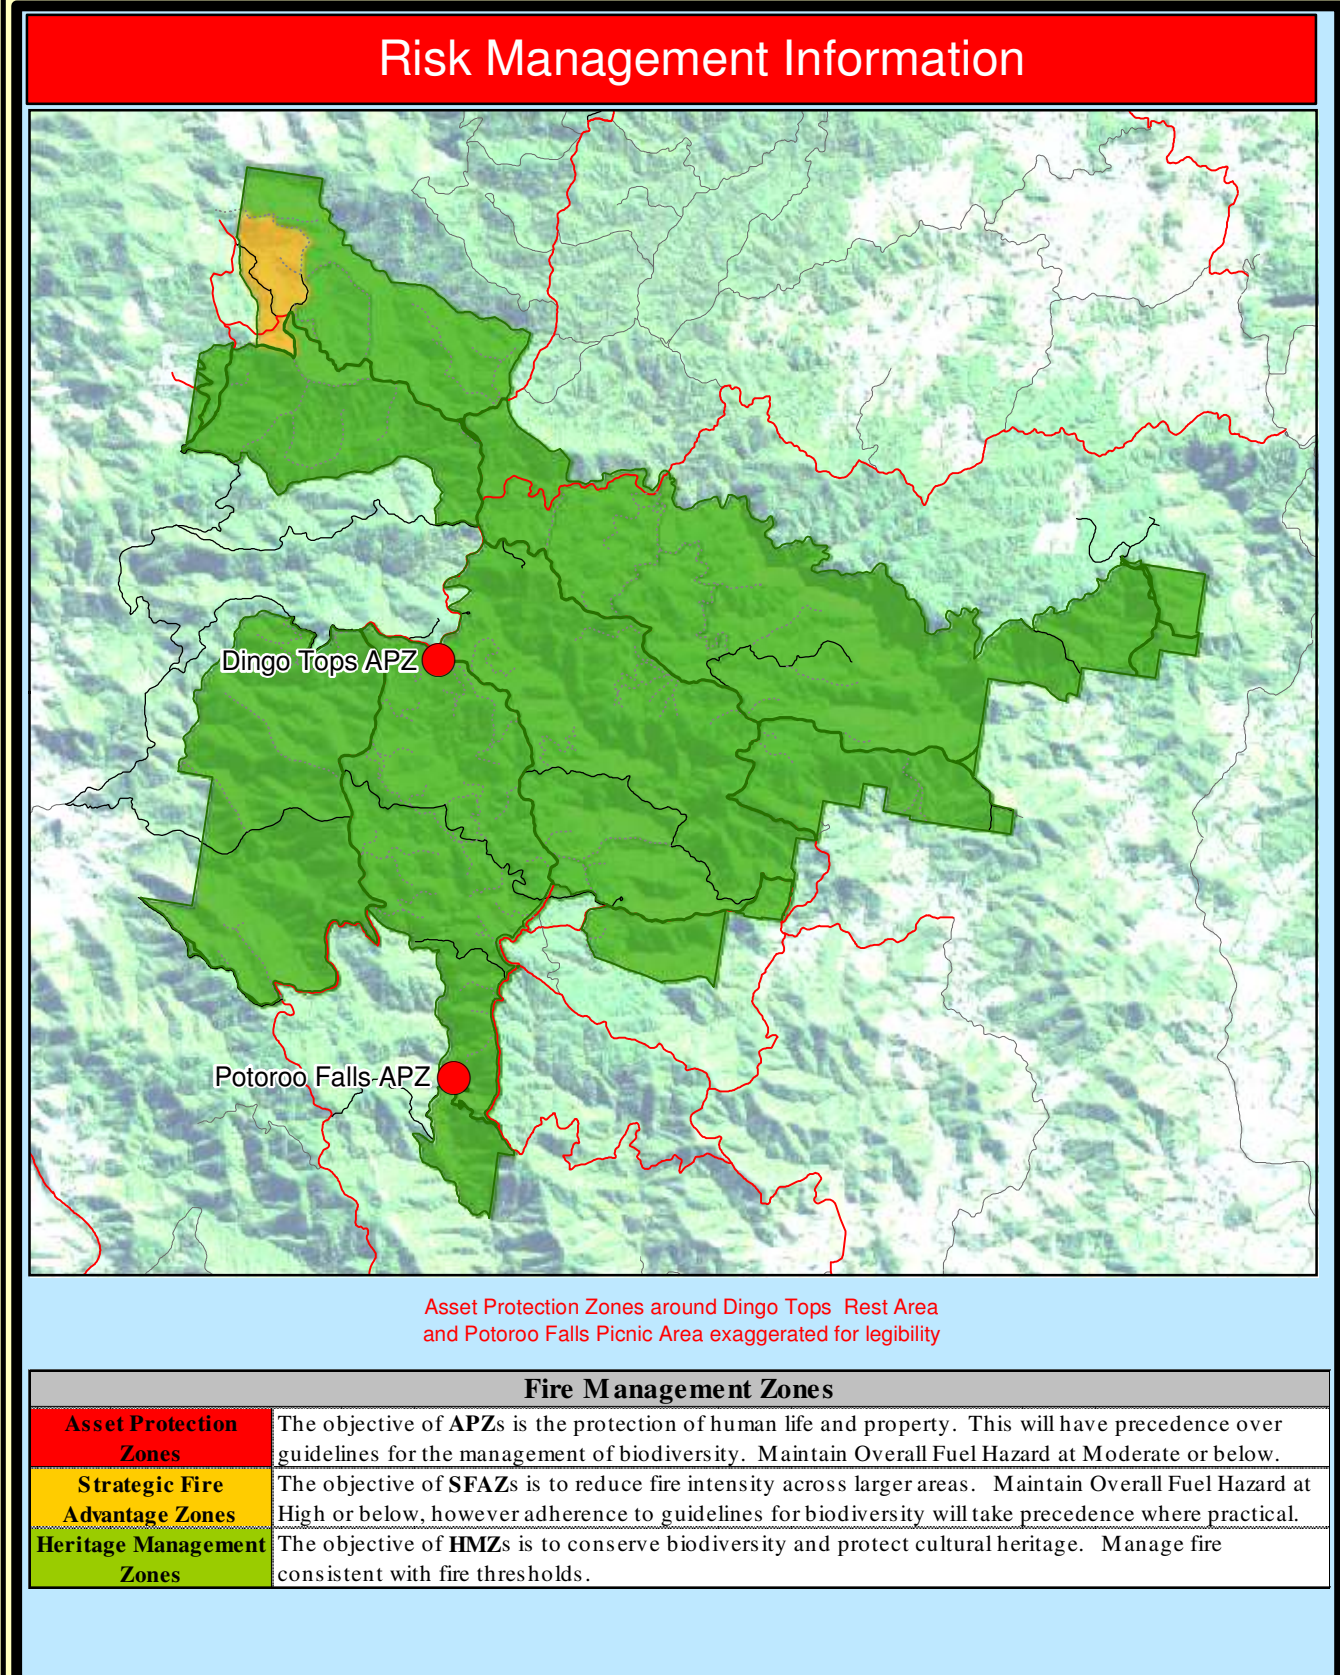 Risk Management Information
Dingo Tops APZ
Potoroo Falls APZ
Asset Protection Zones around Dingo Tops Rest Area
and Potoroo Falls Picnic Area exaggerated for legibility
Fire Management Zones
Asset Protection
Zones
The objective of APZs is the protection of human life and property. This will have precedence over
guidelines for the management of biodiversity. Maintain Overall Fuel Hazard at Moderate or below.
Strategic Fire
Advantage Zones
The objective of SFAZs is to reduce fire intensity across larger areas. Maintain Overall Fuel Hazard at
High or below, however adherence to guidelines for biodiversity will take precedence where practical.
Heritage Management
Zones
The objective of HMZs is to conserve biodiversity and protect cultural heritage. Manage fire
consistent with fire thresholds.